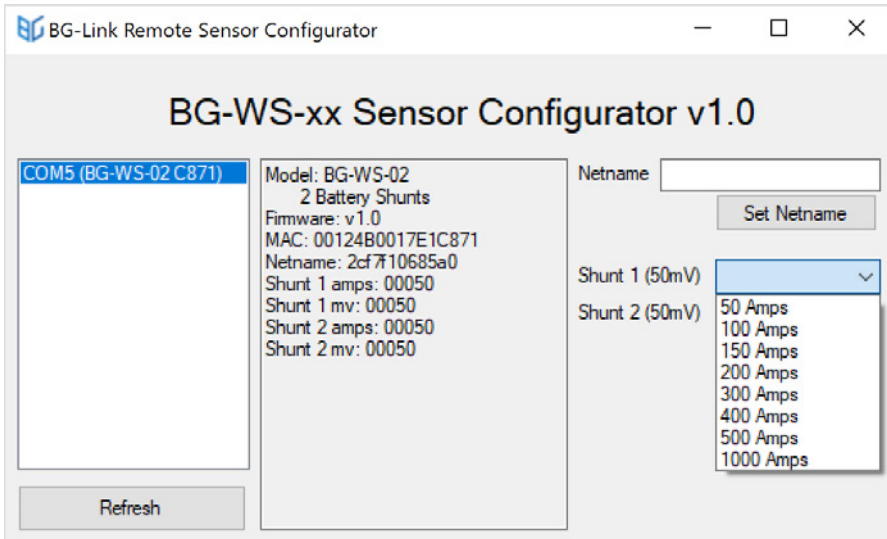 BG-Link Remote Sensor Configurator
BG-WS-xx Sensor Configurator v1.0
COM5 (BG-WS-02 C871)
Refresh
Model: BG-WS-02
2 Battery Shunts
Firmware: v1.0
MAC: 00124B0017E1C871
Netname: 2cf7f10685a0
Shunt 1 amps: 00050
Shunt 1 mv: 00050
Shunt 2 amps: 00050
Shunt 2 mv: 00050
Netname
Set Netname
Shunt 1 (50mV)
Shunt 2 (50mV)
50 Amps
100 Amps
150 Amps
200 Amps
300 Amps
400 Amps
500 Amps
1000 Amps